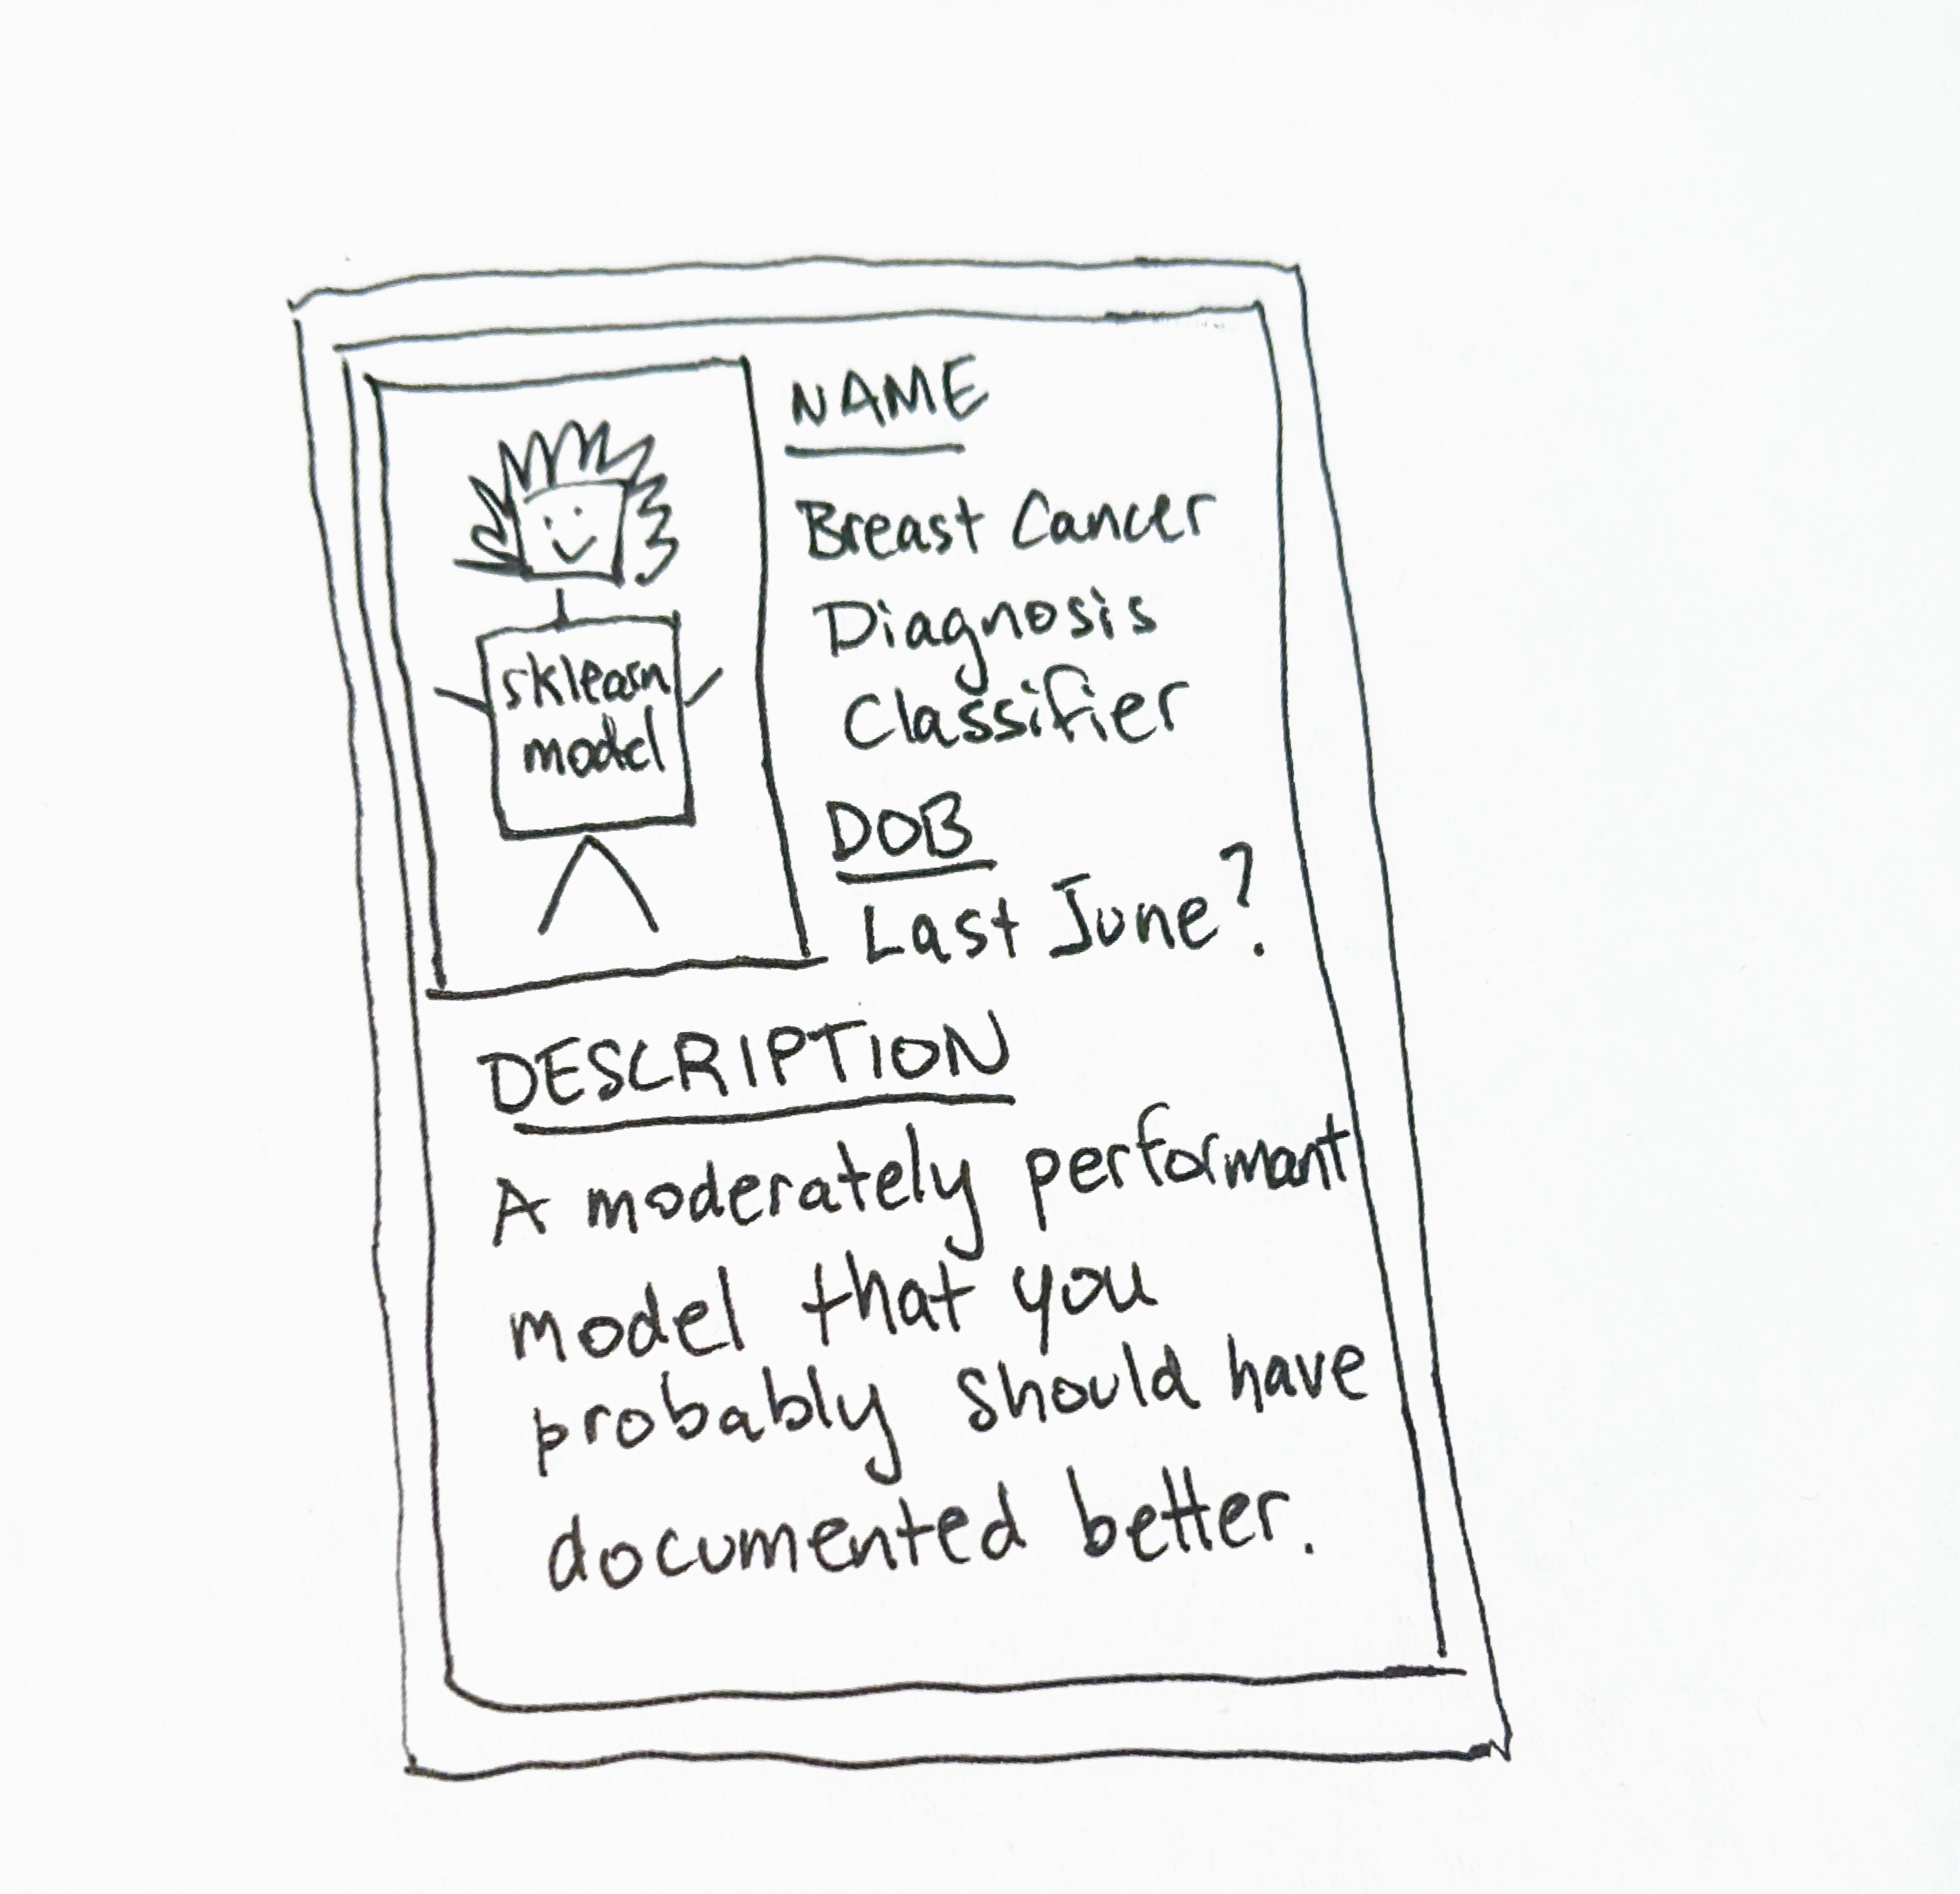 sklearn
model
NAME
Breast Cancer
Diagnosis
Classifier
DOB
Last June?
DESCRIPTION
A moderately performant
model that you
probably should have
documented better.